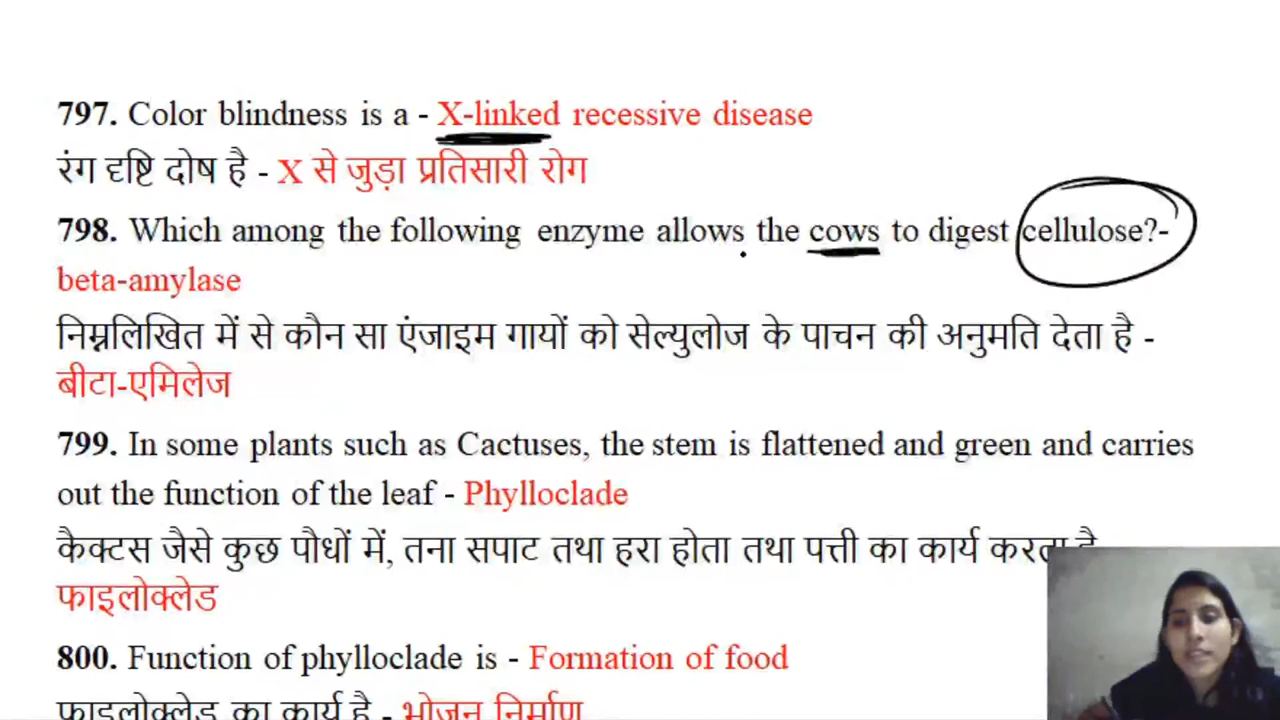 797. Color blindness is a - X-linked recessive disease
रंग दृष्टि दोष है - X से जुड़ा प्रतिसारी रोग
798. Which among the following enzyme allows the cows to digest cellulose?-
beta-amylase
निम्नलिखित में से कौन सा एंजाइम गायों को सेल्युलोज के पाचन की अनुमति देता है -
बीटा-एमिलेज
799. In some plants such as Cactuses, the stem is flattened and green and carries
out the function of the leaf - Phylloclade
कैक्टस जैसे कुछ पौधों में, तना सपाट तथा हरा होता तथा पत्ती का कार्य करता है
फाइलोक्लेड
800. Function of phylloclade is - Formation of food
फाइलोक्लेड का कार्य है - भोजन निर्माण